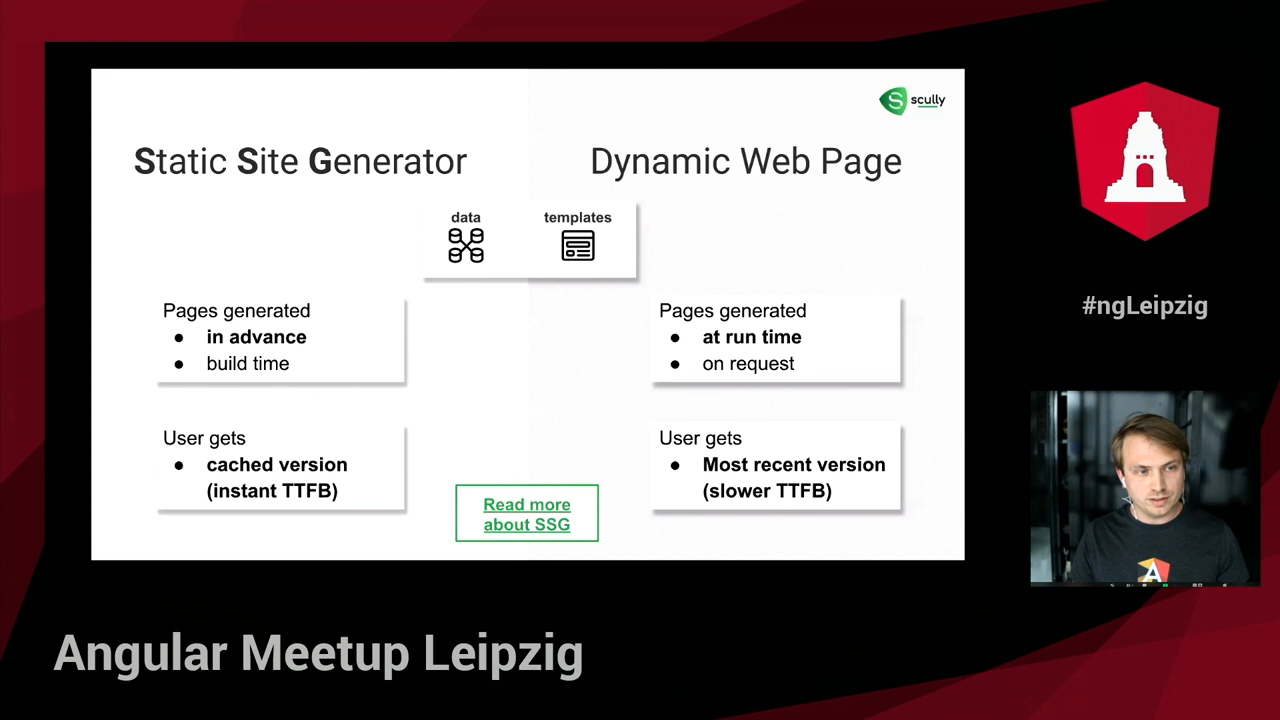 scully
Static Site Generator
Dynamic Web Page
data
templates
Pages generated
● in advance
● build time
Pages generated
● at run time
● on request
User gets
● cached version
(instant TTFB)
User gets
● Most recent version
(slower TTFB)
Read more
about SSG
#ngLeipzig
Angular Meetup Leipzig